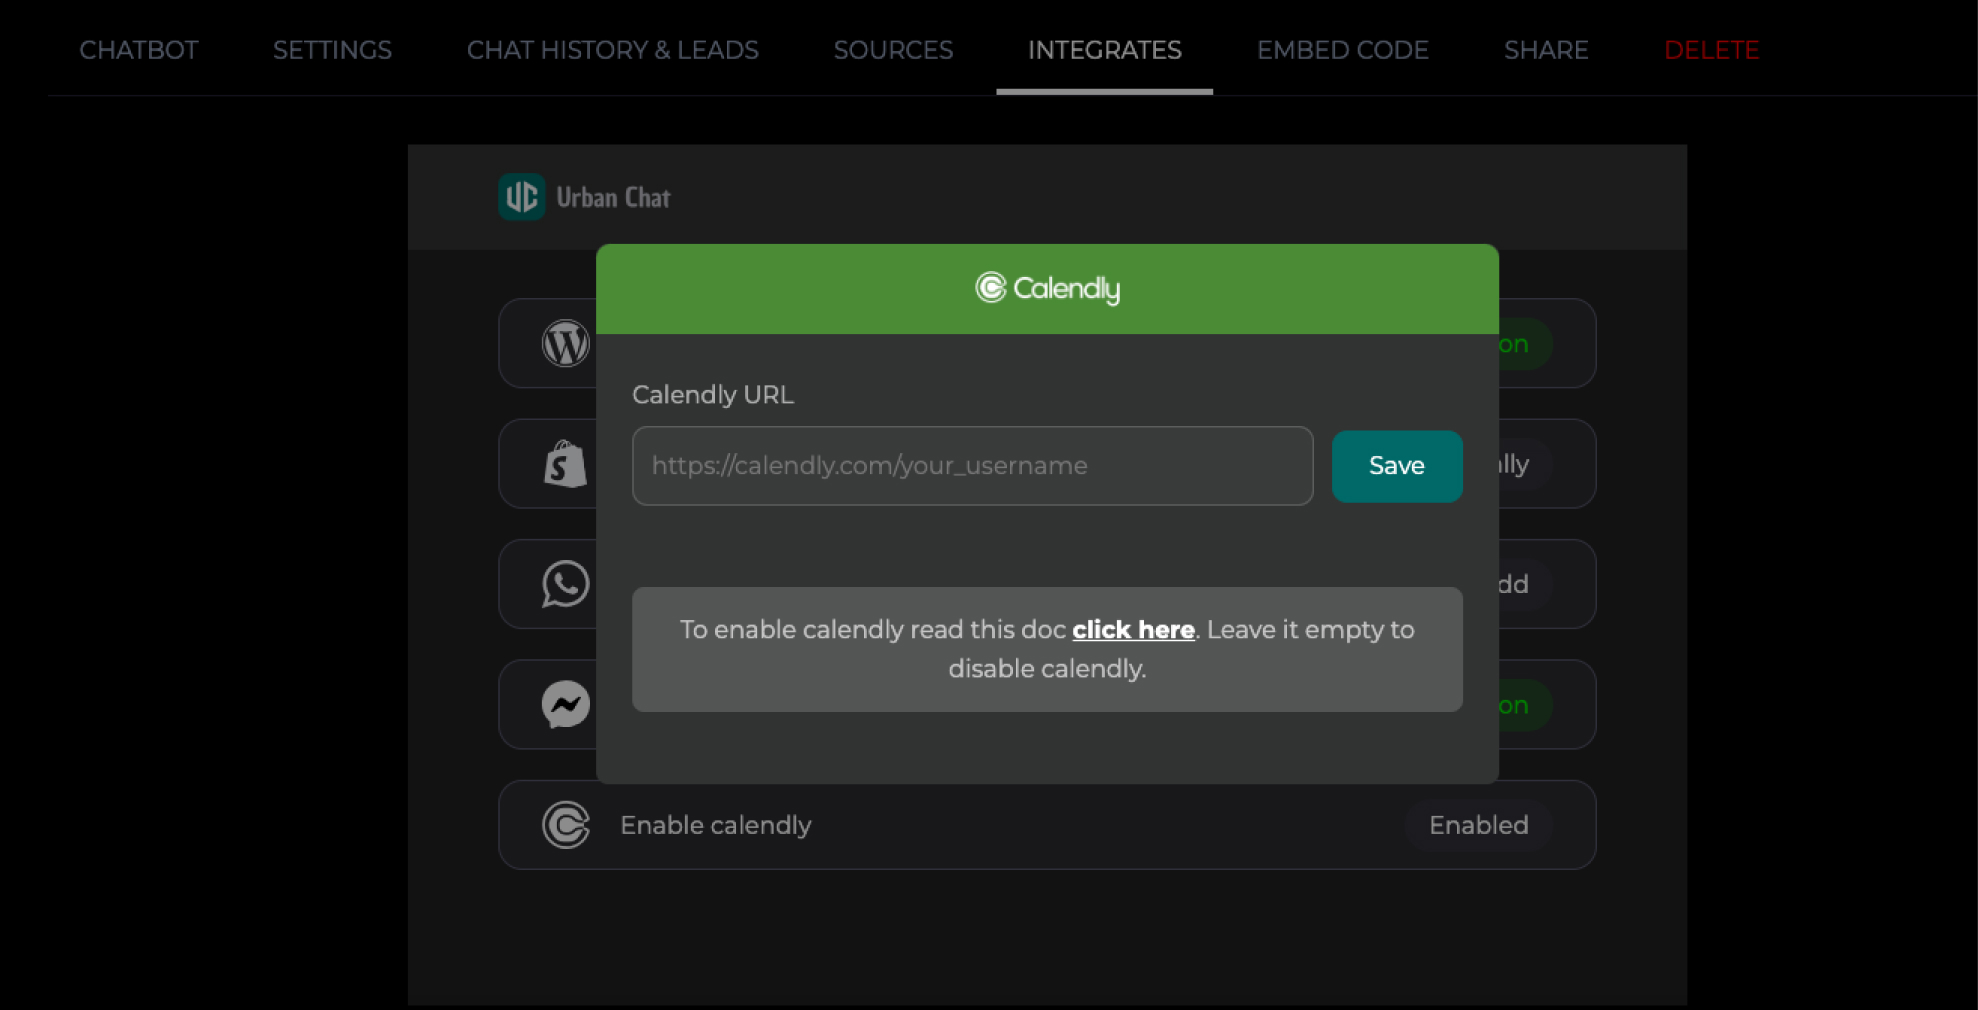 CHATBOT SETTINGS CHAT HISTORY & LEADS SOURCES INTEGRATES EMBED CODE SHARE DELETE
UC Urban Chat
Calendly
on
Calendly URL
https://calendly.com/your_username Save
lly
dd
To enable calendly read this doc click here. Leave it empty to
disable calendly.
on
Enable calendly Enabled